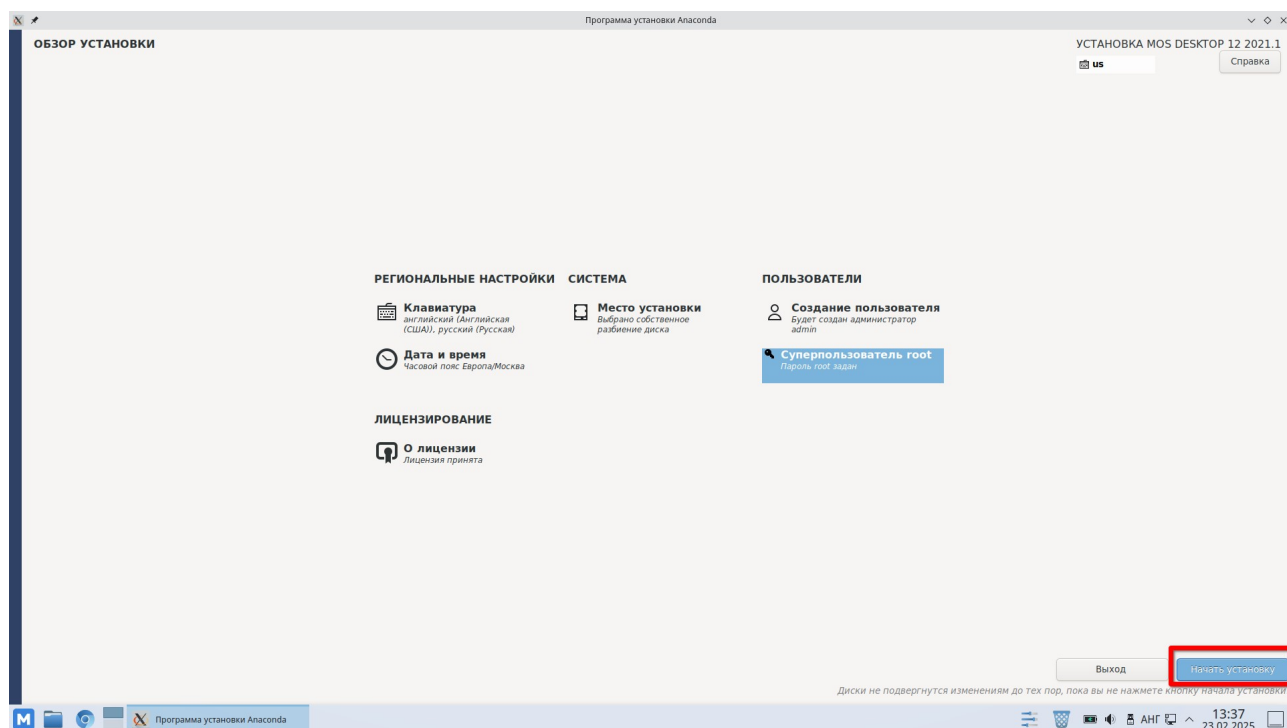 Программа установки Anaconda
ОБЗОР УСТАНОВКИ
УСТАНОВКА MOS DESKTOP 12 2021.1
us
Справка
РЕГИОНАЛЬНЫЕ НАСТРОЙКИ
Клавиатура
английский (Английская
(США)), русский (Русская)
Дата и время
Часовой пояс Европа/Москва
СИСТЕМА
Место установки
Выбрано собственное
разбиение диска
ПОЛЬЗОВАТЕЛИ
Создание пользователя
Будет создан администратор
admin
Суперпользователь root
Пароль root задан
ЛИЦЕНЗИРОВАНИЕ
О лицензии
Лицензия принята
Выход
Начать установку
Диски не подвергнутся изменениям до тех пор, пока вы не нажмете кнопку начала установки
M
Программа установки Anaconda
АНГ
13:37
23.02.2025